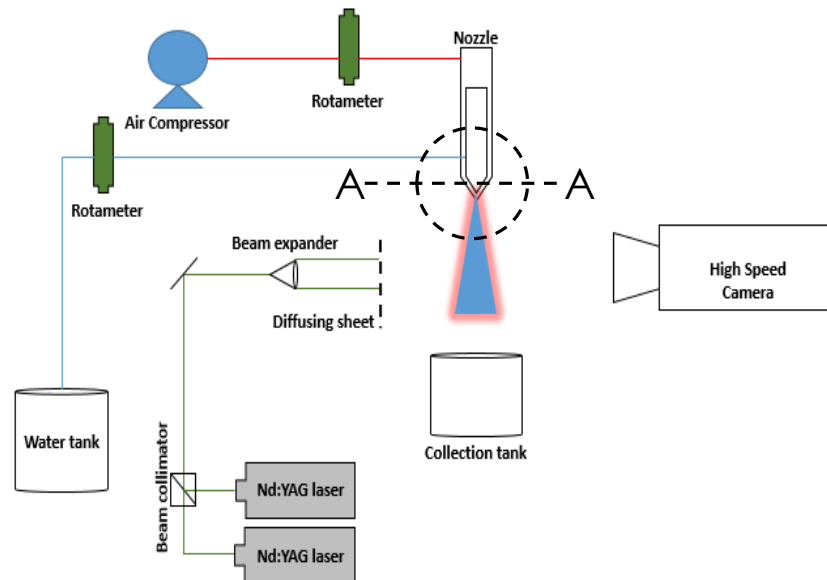 Nozzle
Rotameter
Air Compressor
A
A
Rotameter
Beam expander
High Speed
Camera
Diffusing sheet
Water tank
Collection tank
Beam collimator
Nd:YAG laser
Nd:YAG laser